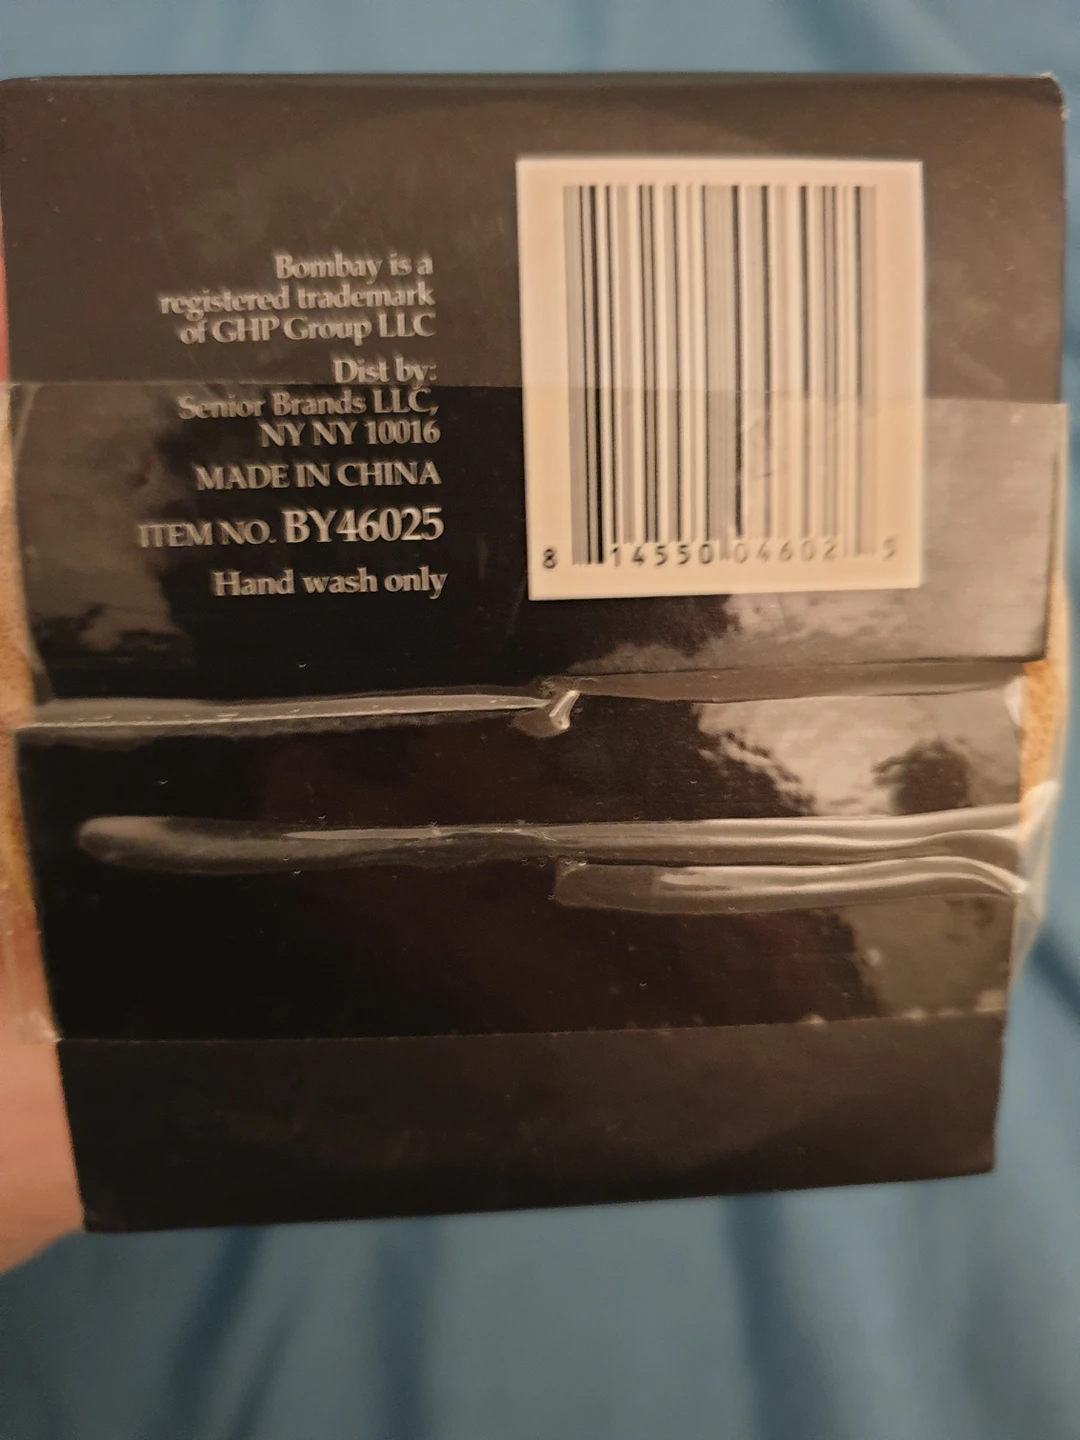 Bombay is a
registered trademark
of GHP Group LLC
Dist by:
Senior Brands LLC,
NY NY 10016
MADE IN CHINA
ITEM NO. BY46025
Hand wash only
8 14550 04602 5